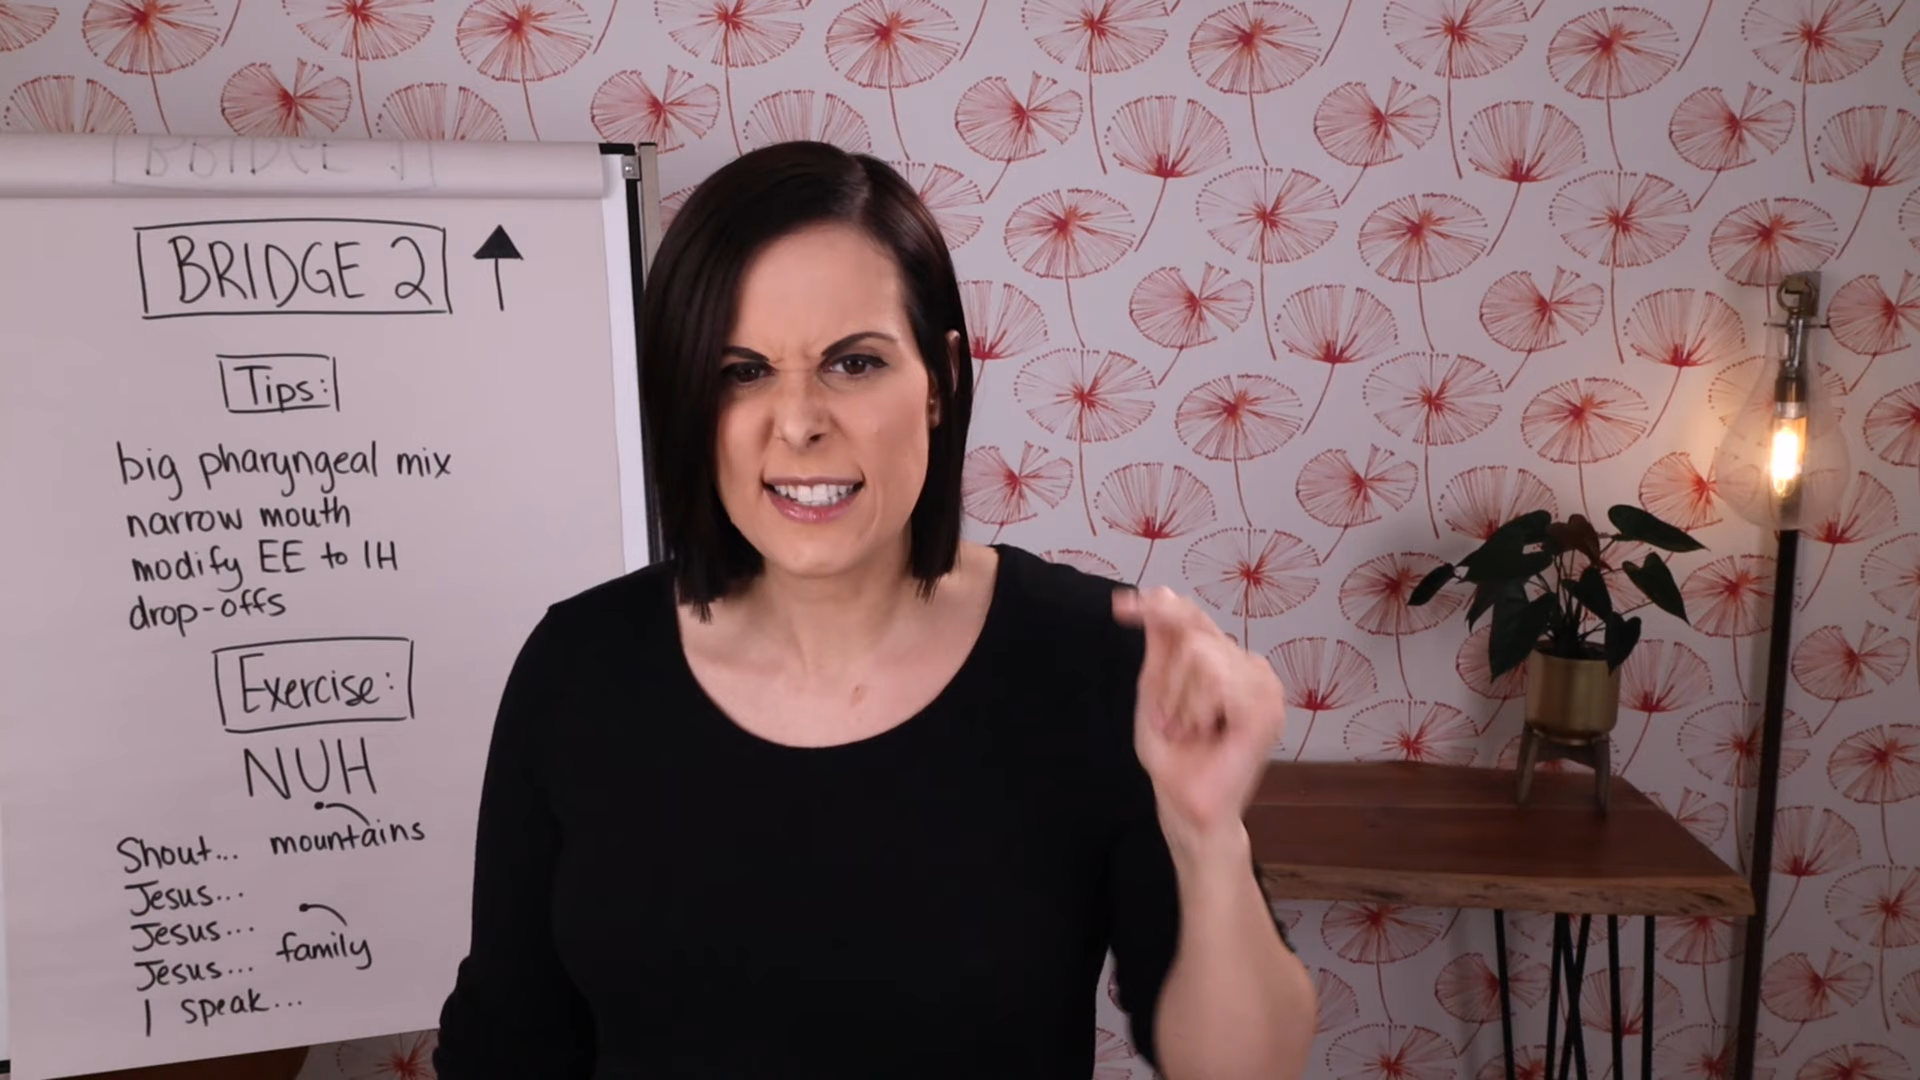 BRIDGE 2
Tips:
big pharyngeal mix
narrow mouth
modify EE to IH
drop-offs
Exercise:
NUH
Shout... mountains
Jesus...
Jesus... family
Jesus...
I speak...